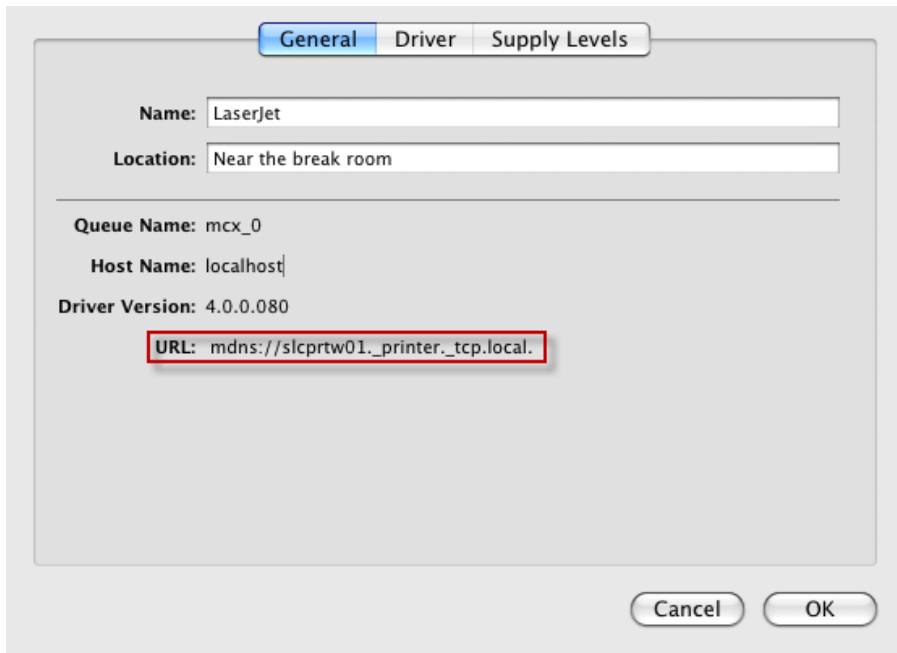 General Driver Supply Levels
Name: LaserJet
Location: Near the break room
Queue Name: mcx_0
Host Name: localhost
Driver Version: 4.0.0.080
URL: mdns://slcprtw01._printer._tcp.local.
Cancel OK